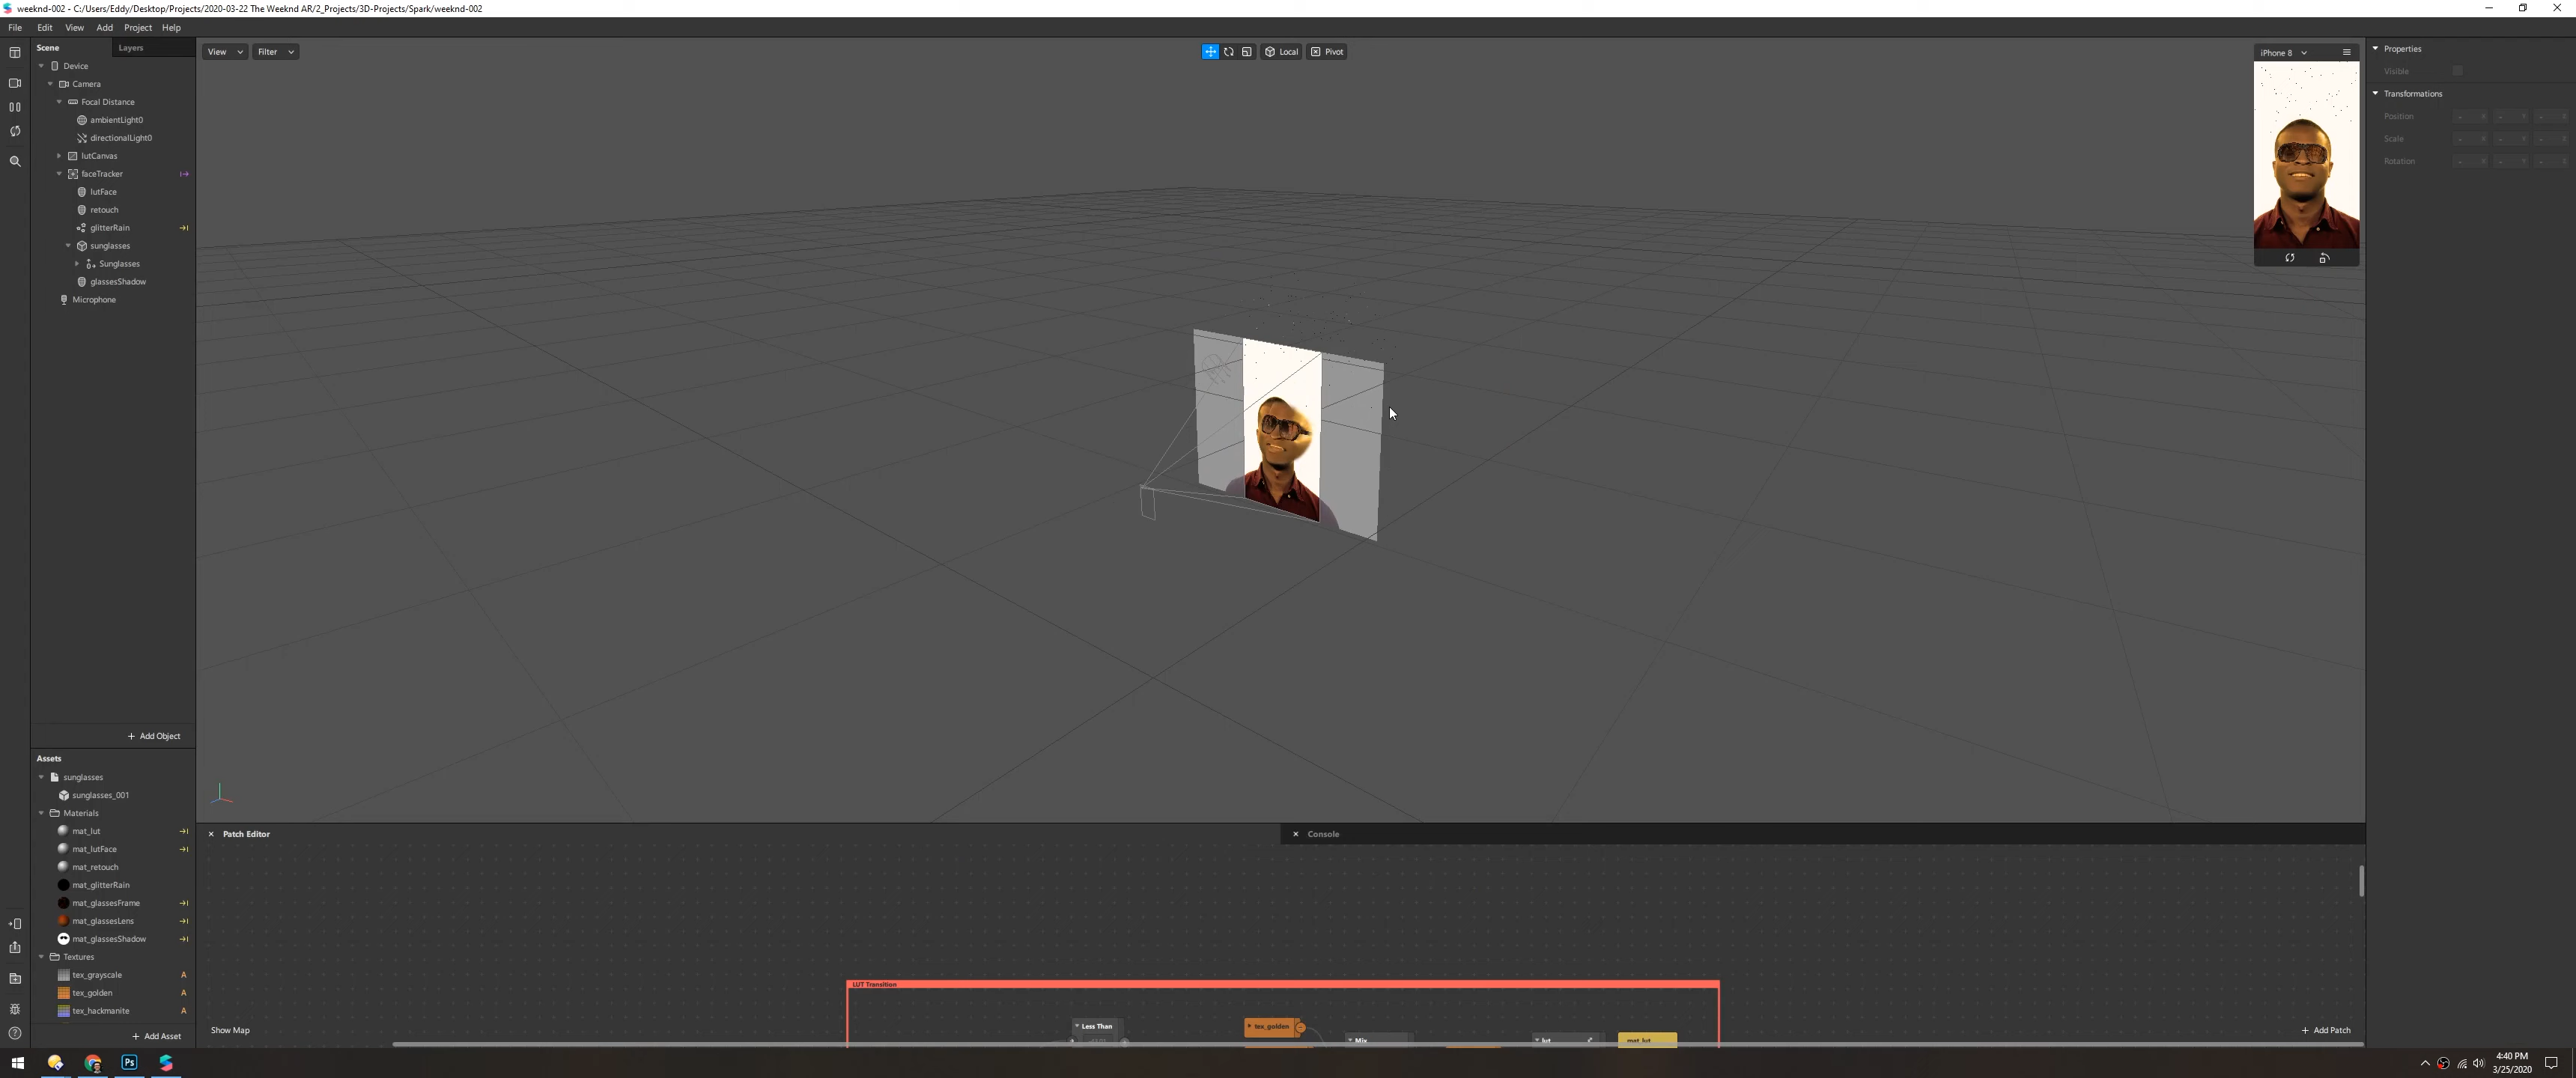 weeknd-002 - C:/Users/Eddy/Desktop/Projects/2020-03-22 The Weeknd AR/2_Projects/3D-Projects/Spark/weeknd-002
File Edit View Add Project Help
Scene Layers
Device
Camera
Focal Distance
ambientLight0
directionalLight0
lutCanvas
faceTracker
lutFace
retouch
glitterRain
sunglasses
Sunglasses
glassesShadow
Microphone
+ Add Object
View Filter
Local Pivot
iPhone 8
Properties
Visible
Transformations
Position
Scale
Rotation
Assets
sunglasses
sunglasses_001
Materials
mat_lut
mat_lutFace
mat_retouch
mat_glitterRain
mat_glassesFrame
mat_glassesLens
mat_glassesShadow
Textures
tex_grayscale A
tex_golden A
tex_hackmanite A
+ Add Asset
Patch Editor
Console
LUT Transition
Less Than
tex_golden
Mix
lut
mat_lut
Show Map
+ Add Patch
Ps
4:40 PM
3/25/2020